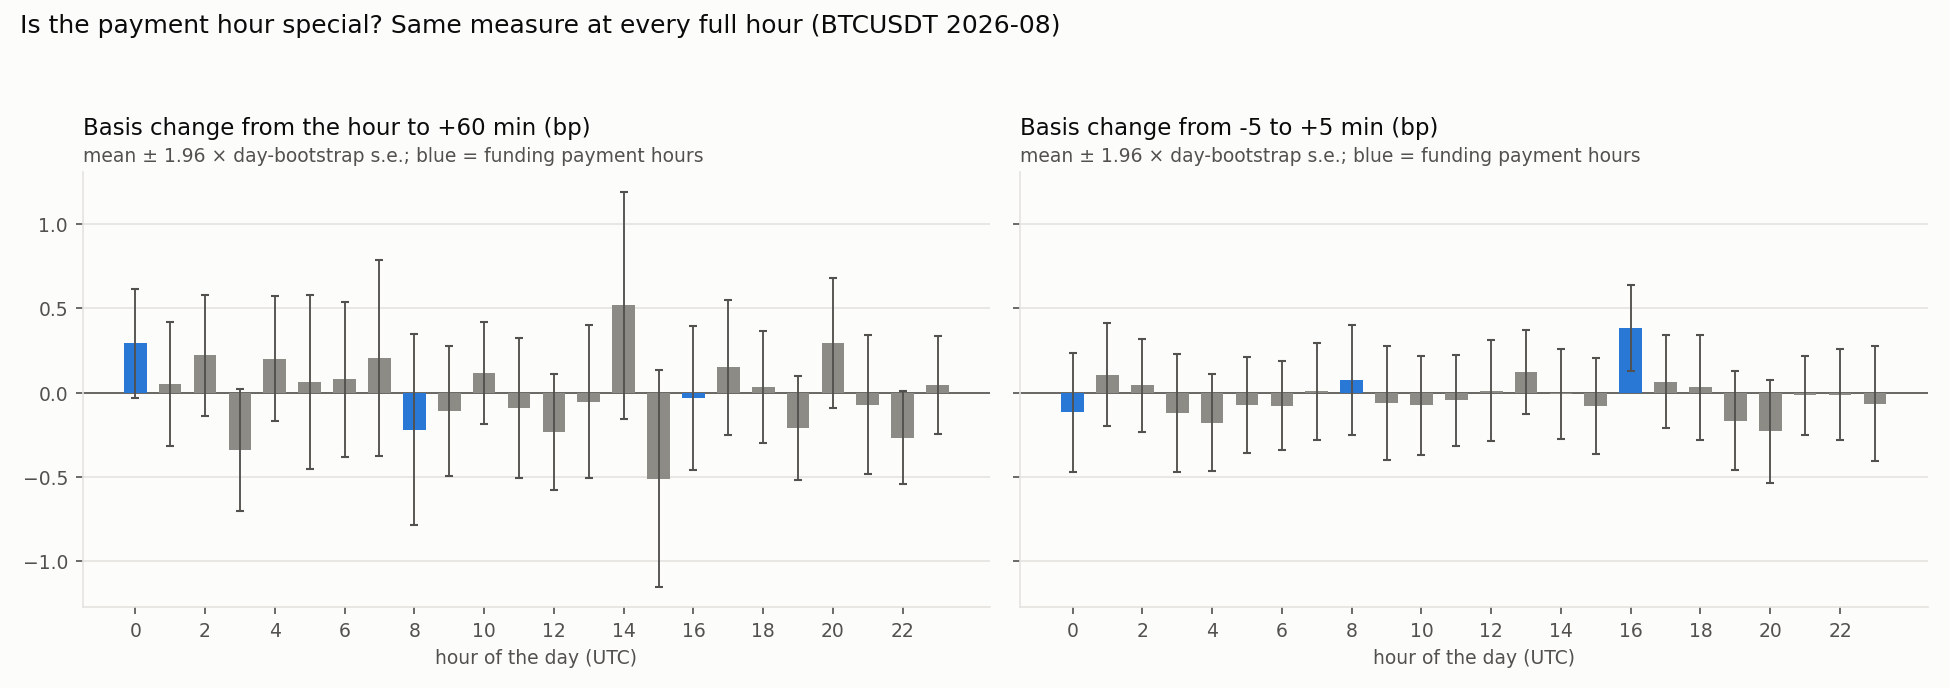 Is the payment hour special? Same measure at every full hour (BTCUSDT 2026-08)
Basis change from the hour to +60 min (bp)
mean ± 1.96 × day-bootstrap s.e.; blue = funding payment hours
1.0
0.5
0.0
−0.5
−1.0
0 2 4 6 8 10 12 14 16 18 20 22
hour of the day (UTC)
Basis change from -5 to +5 min (bp)
mean ± 1.96 × day-bootstrap s.e.; blue = funding payment hours
0 2 4 6 8 10 12 14 16 18 20 22
hour of the day (UTC)